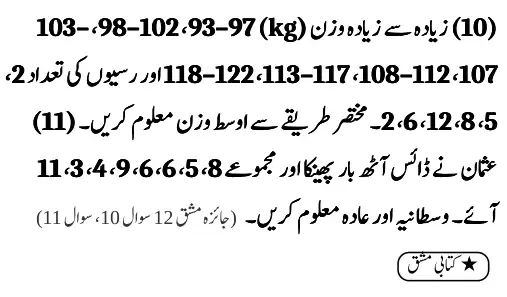 (10) زیادہ سے زیادہ وزن (kg) 93–97، 98–102، 103–
107، 108–112، 113–117، 118–122 اور رسیوں کی تعداد 2،
5، 8، 12، 6، 2۔ مختصر طریقے سے اوسط وزن معلوم کریں۔ (11)
عثمان نے ڈائس آٹھ بار پھینکا اور مجموعے 8، 5، 6، 6، 9، 4، 3، 11
آئے۔ وسطانیہ اور عادہ معلوم کریں۔ (جائزہ مشق 12 سوال 10، سوال 11)
★ کتابی مشق